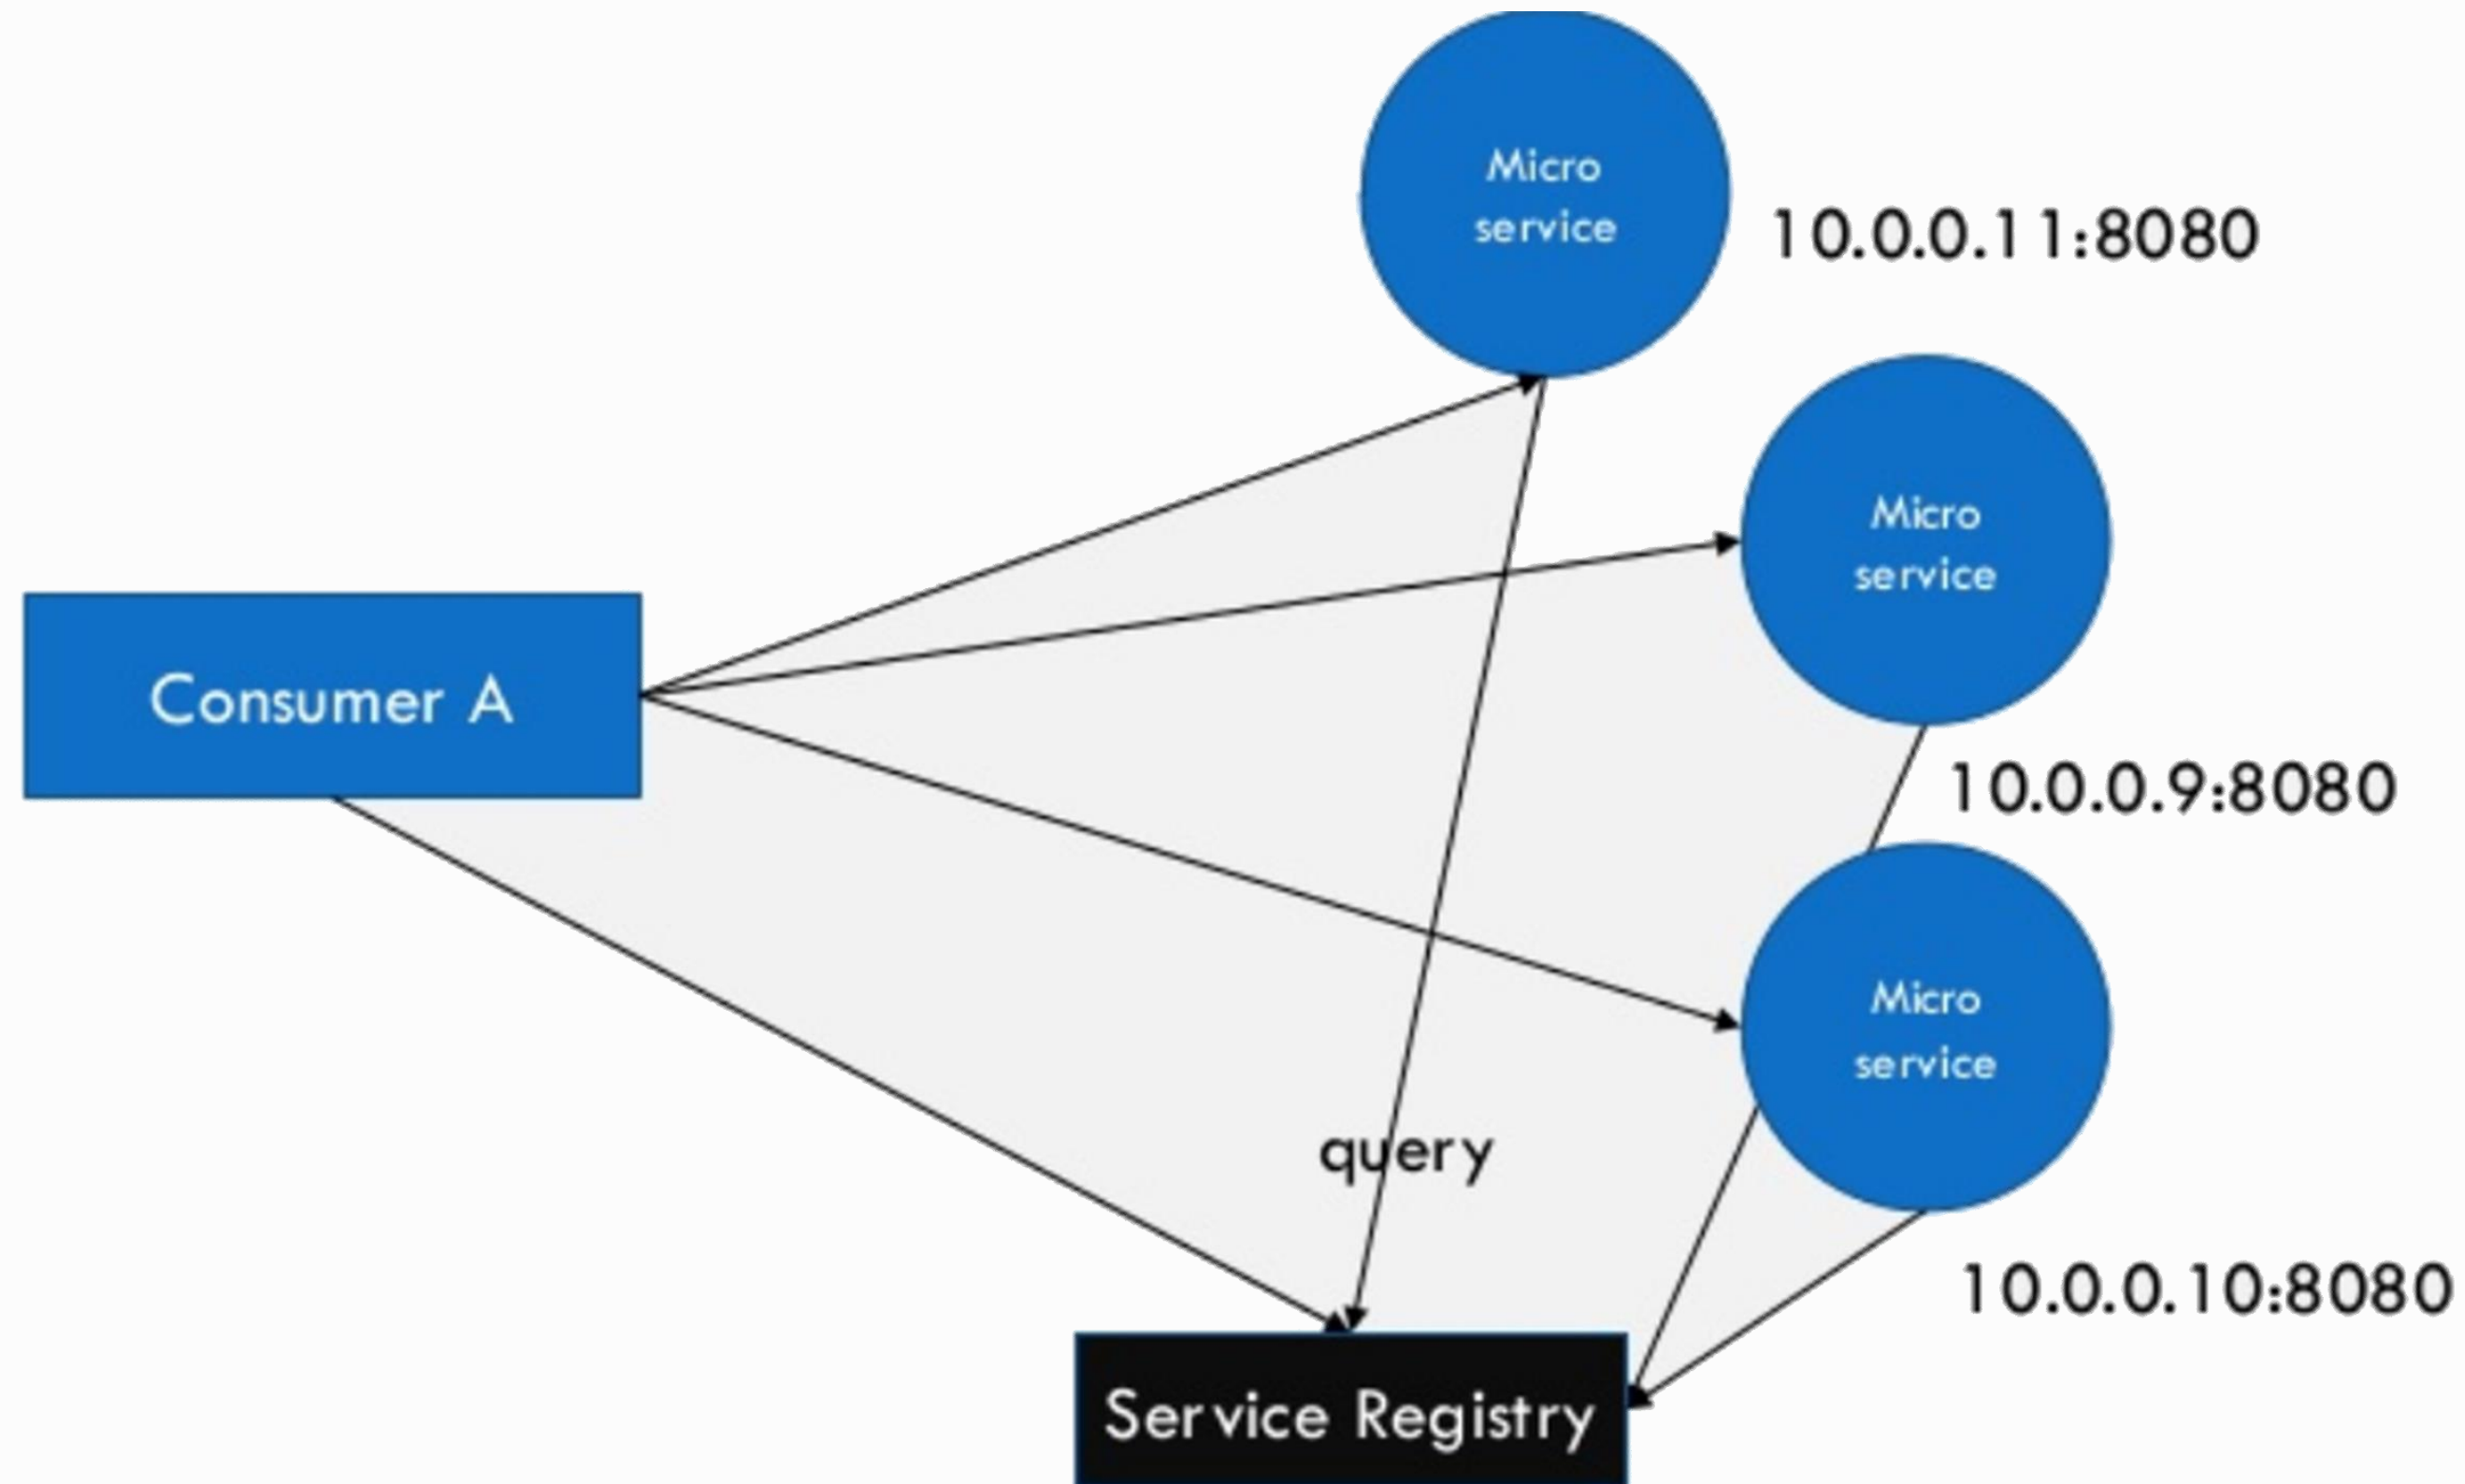 Micro
service
10.0.0.11:8080
Micro
service
Consumer A
10.0.0.9:8080
Micro
service
query
10.0.0.10:8080
Service Registry